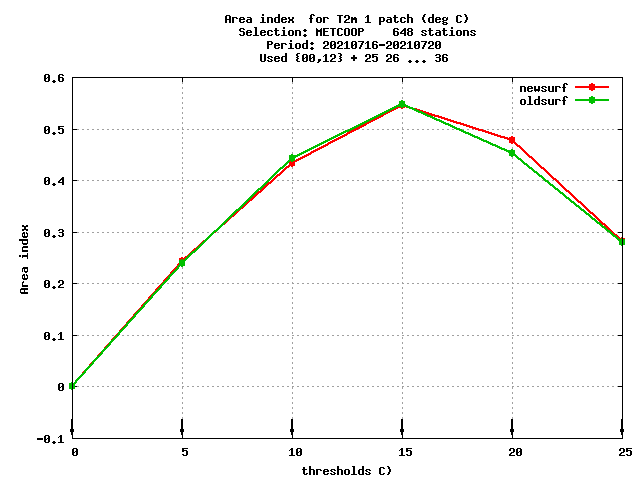 Area index  for T2m 1 patch (deg C)
Selection: METCOOP    648 stations
Period: 20210716-20210720
Used {00,12} + 25 26 ... 36
newsurf
oldsurf
0.6
0.5
0.4
0.3
0.2
0.1
0
-0.1
Area index
0 5 10 15 20 25
thresholds C)